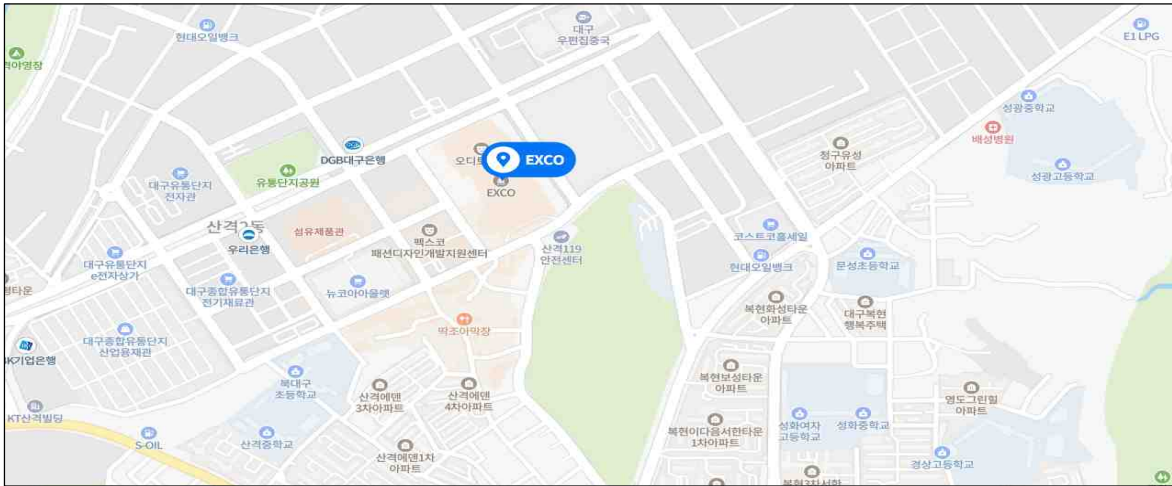 현대오일뱅크
대구
우편집중국
E1 LPG
성광중학교
배성병원
DGB대구은행
오디
EXCO
청구유성
아파트
성광고등학교
대구유통단지
전자관
유통단지공원
EXCO
산격2동
우리은행
섬유제품관
펙스코
패션디자인개발지원센터
산격119
안전센터
코스트코홀세일
현대오일뱅크
문성초등학교
대구유통단지
e전자상가
대구종합유통단지
전기재료관
뉴코아아울렛
복현화성타운
아파트
대구복현
행복주택
대구종합유통단지
산업용재관
막조아막장
IBK기업은행
북대구
초등학교
산격에덴
3차아파트
산격에덴
4차아파트
복현보성타운
아파트
영도그린힐
아파트
KT산격빌딩
S-OIL
산격중학교
산격에덴1차
아파트
복현이다음서한타운
1차아파트
성화여자
고등학교
성화중학교
경상고등학교
복현3차서한